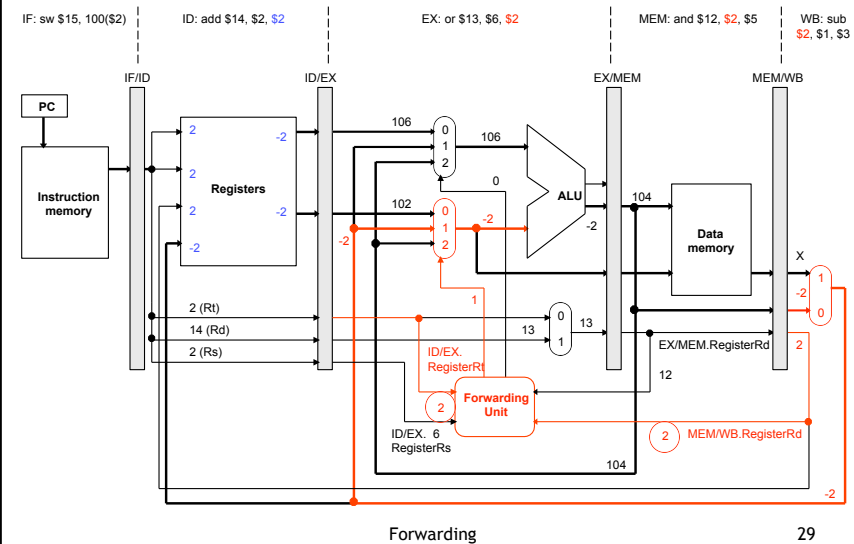 IF: sw $15, 100($2)
ID: add $14, $2, $2
EX: or $13, $6, $2
MEM: and $12, $2, $5
WB: sub
$2, $1, $3
IF/ID
ID/EX
EX/MEM
MEM/WB
PC
Instruction
memory
2
2
2
-2
Registers
-2
-2
106
0
1
2
106
0
102
0
1
2
-2
-2
1
ALU
-2
104
Data
memory
X
1
-2
0
2
2 (Rt)
14 (Rd)
2 (Rs)
13
0
1
13
EX/MEM.RegisterRd
12
ID/EX.
RegisterRt
2
Forwarding
Unit
ID/EX. 6
RegisterRs
2
MEM/WB.RegisterRd
104
-2
Forwarding
29